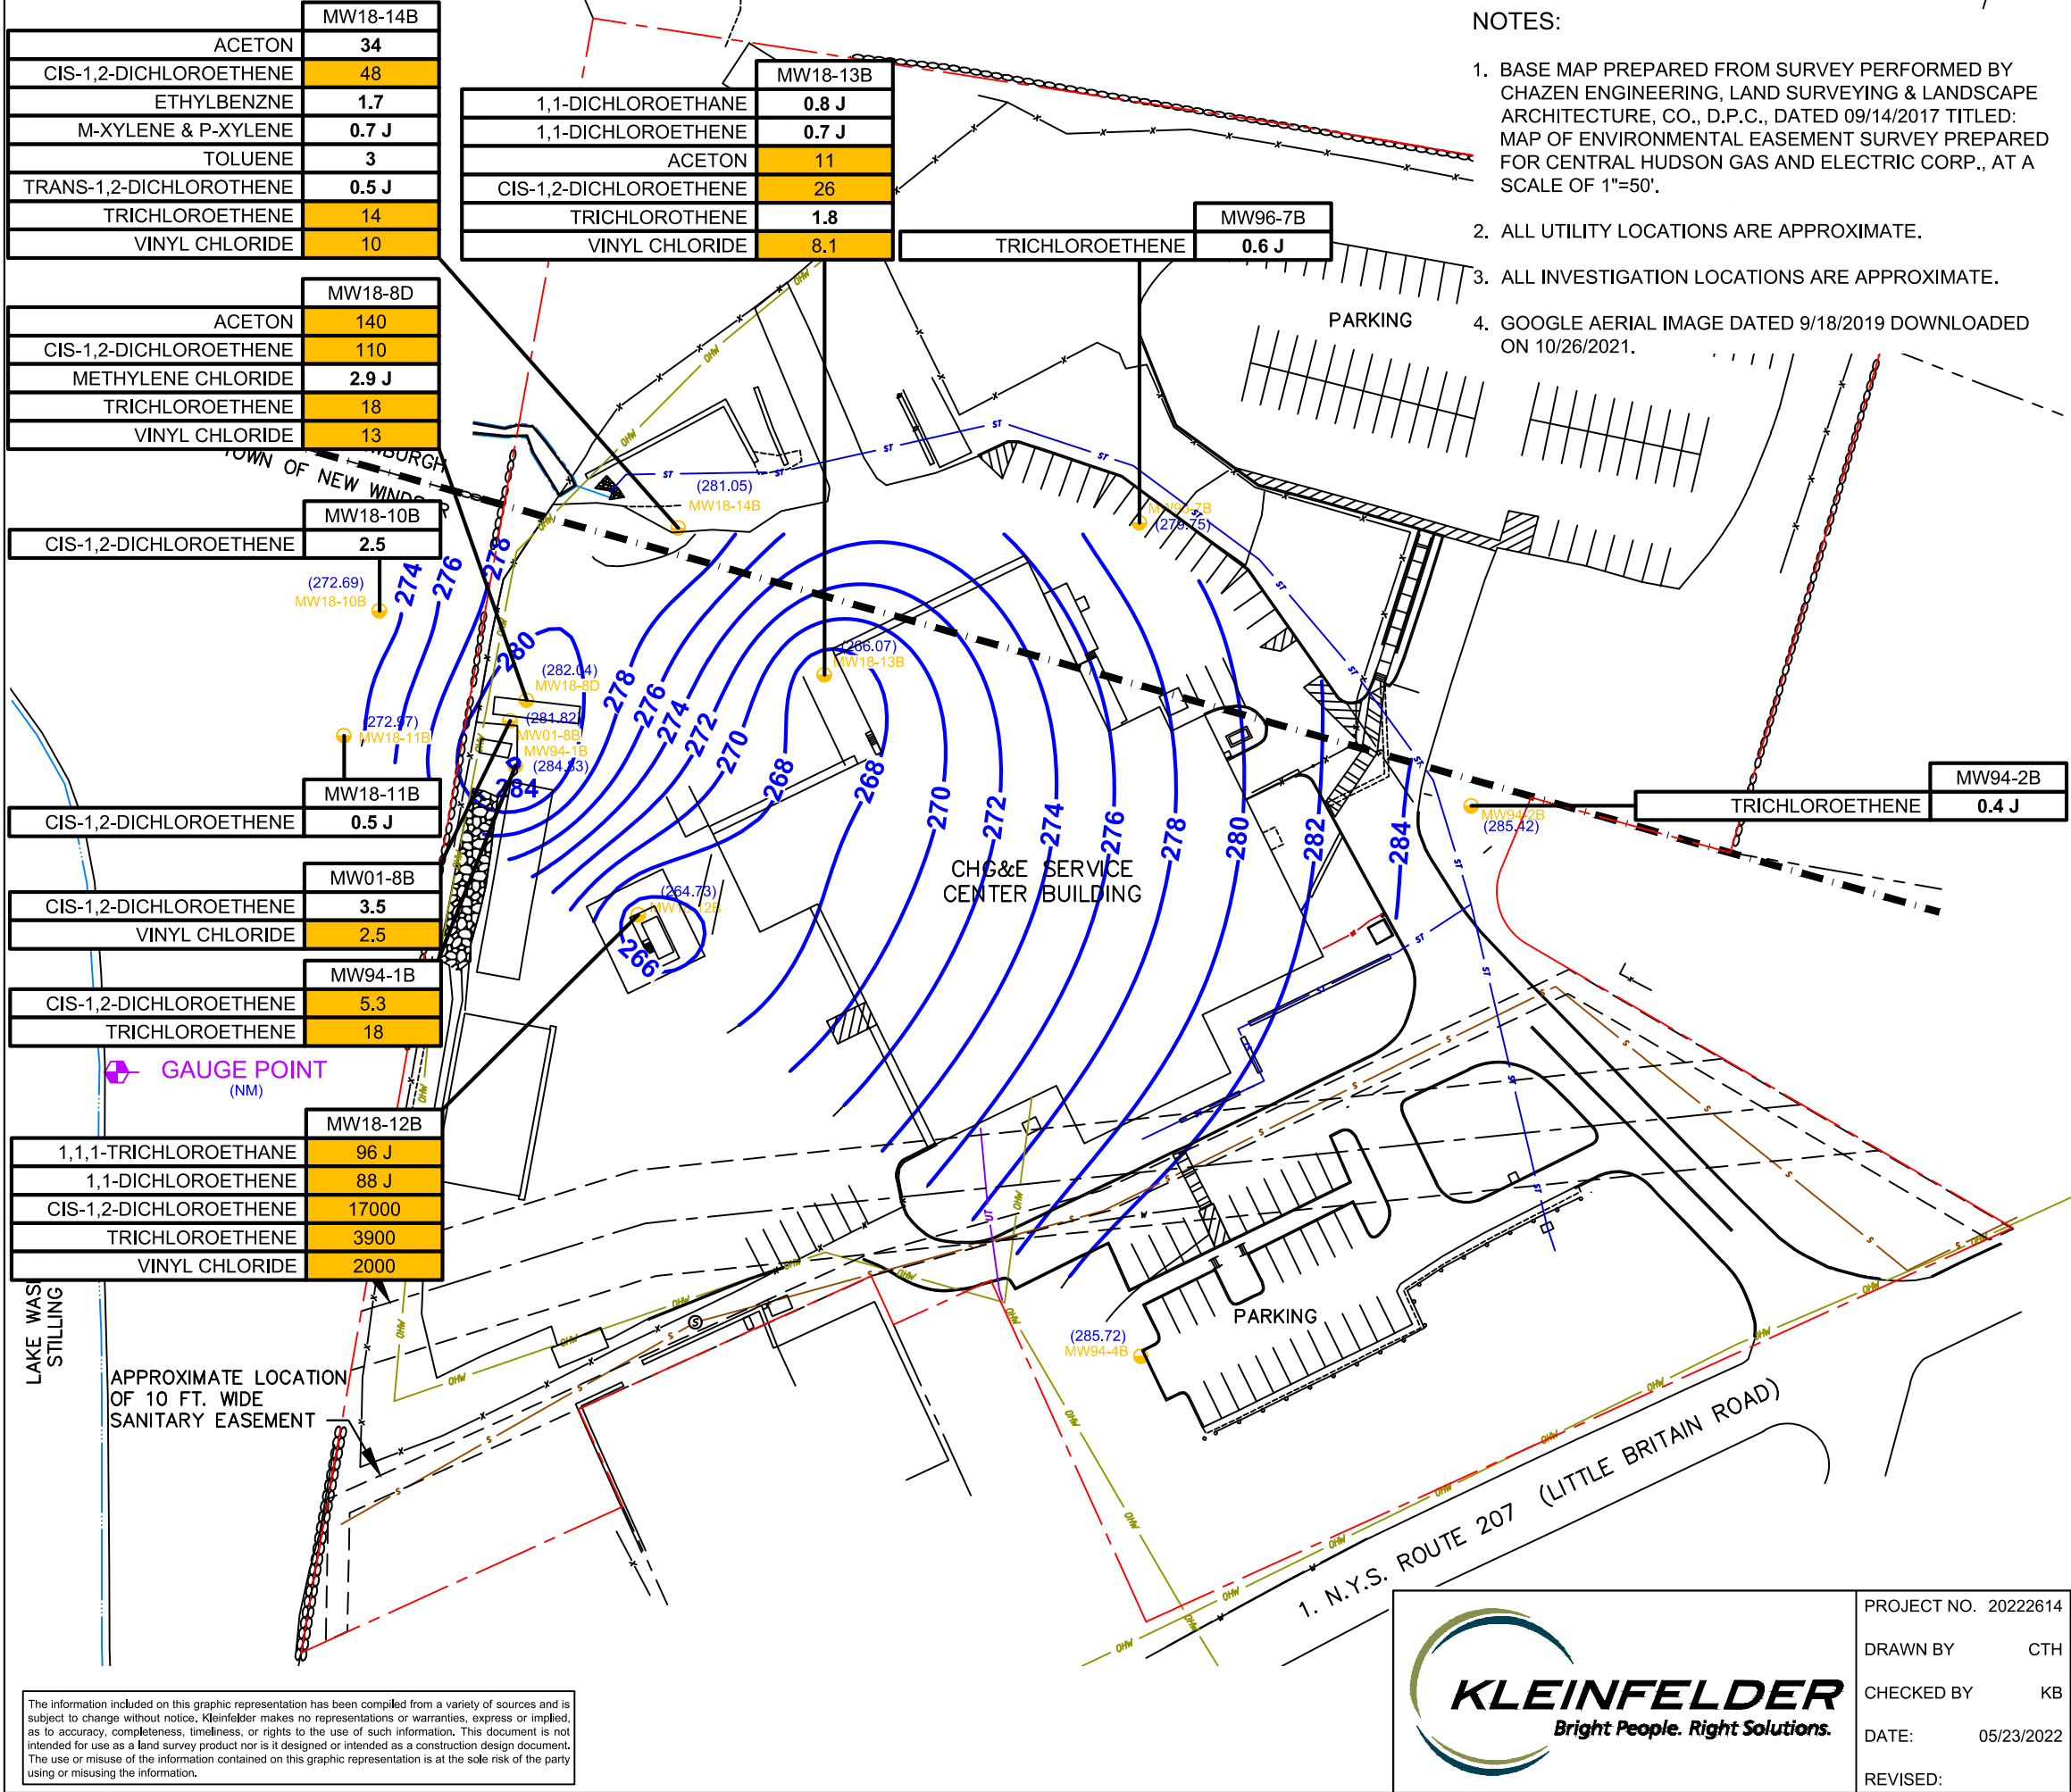 MW18-14B
ACETON 34
CIS-1,2-DICHLOROETHENE 48
ETHYLBENZNE 1.7
M-XYLENE & P-XYLENE 0.7 J
TOLUENE 3
TRANS-1,2-DICHLOROTHENE 0.5 J
TRICHLOROETHENE 14
VINYL CHLORIDE 10
MW18-13B
1,1-DICHLOROETHANE 0.8 J
1,1-DICHLOROETHENE 0.7 J
ACETON 11
CIS-1,2-DICHLOROETHENE 26
TRICHLOROTHENE 1.8
VINYL CHLORIDE 8.1
MW96-7B
TRICHLOROETHENE 0.6 J
NOTES:
1. BASE MAP PREPARED FROM SURVEY PERFORMED BY
CHAZEN ENGINEERING, LAND SURVEYING & LANDSCAPE
ARCHITECTURE, CO., D.P.C., DATED 09/14/2017 TITLED:
MAP OF ENVIRONMENTAL EASEMENT SURVEY PREPARED
FOR CENTRAL HUDSON GAS AND ELECTRIC CORP., AT A
SCALE OF 1"=50'.
2. ALL UTILITY LOCATIONS ARE APPROXIMATE.
3. ALL INVESTIGATION LOCATIONS ARE APPROXIMATE.
4. GOOGLE AERIAL IMAGE DATED 9/18/2019 DOWNLOADED
ON 10/26/2021.
PARKING
MW18-8D
ACETON 140
CIS-1,2-DICHLOROETHENE 110
METHYLENE CHLORIDE 2.9 J
TRICHLOROETHENE 18
VINYL CHLORIDE 13
TOWN OF NEW
MW18-10B
CIS-1,2-DICHLOROETHENE 2.5
(281.05)
MW18-14B
(279.75)
(272.69)
MW18-10B
274
276
278
280
(282.04)
MW18-8D
(281.82)
MW01-8B
MW94-1B
(284.83)
284
(272.97)
MW18-11B
(266.07)
MW18-13B
278
276
274
272
270
268
268
270
272
274
276
278
280
282
284
MW18-11B
CIS-1,2-DICHLOROETHENE 0.5 J
MW94-2B
TRICHLOROETHENE 0.4 J
MW94-2B
(285.42)
CHG&E SERVICE
CENTER BUILDING
MW01-8B
CIS-1,2-DICHLOROETHENE 3.5
VINYL CHLORIDE 2.5
(264.73)
266
MW94-1B
CIS-1,2-DICHLOROETHENE 5.3
TRICHLOROETHENE 18
GAUGE POINT
(NM)
MW18-12B
1,1,1-TRICHLOROETHANE 96 J
1,1-DICHLOROETHENE 88 J
CIS-1,2-DICHLOROETHENE 17000
TRICHLOROETHENE 3900
VINYL CHLORIDE 2000
LAKE
STILLING
APPROXIMATE LOCATION
OF 10 FT. WIDE
SANITARY EASEMENT
PARKING
(285.72)
MW94-4B
1. N.Y.S. ROUTE 207 (LITTLE BRITAIN ROAD)
The information included on this graphic representation has been compiled from a variety of sources and is
subject to change without notice. Kleinfelder makes no representations or warranties, express or implied,
as to accuracy, completeness, timeliness, or rights to the use of such information. This document is not
intended for use as a land survey product nor is it designed or intended as a construction design document.
The use or misuse of the information contained on this graphic representation is at the sole risk of the party
using or misusing the information.
KLEINFELDER
Bright People. Right Solutions.
PROJECT NO. 20222614
DRAWN BY CTH
CHECKED BY KB
DATE: 05/23/2022
REVISED: